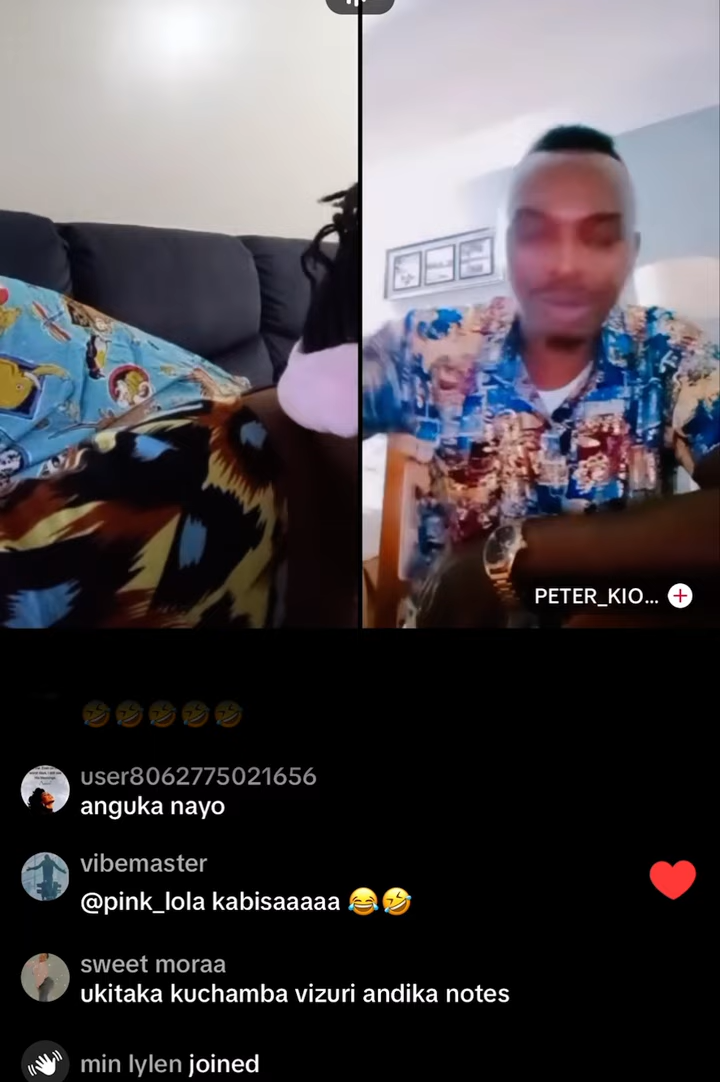 PETER_KIO...
🤣🤣🤣🤣🤣
user8062775021656
anguka nayo
vibemaster
@pink_lola kabisaaaaa 😂🤣
sweet moraa
ukitaka kuchamba vizuri andika notes
min lylen joined